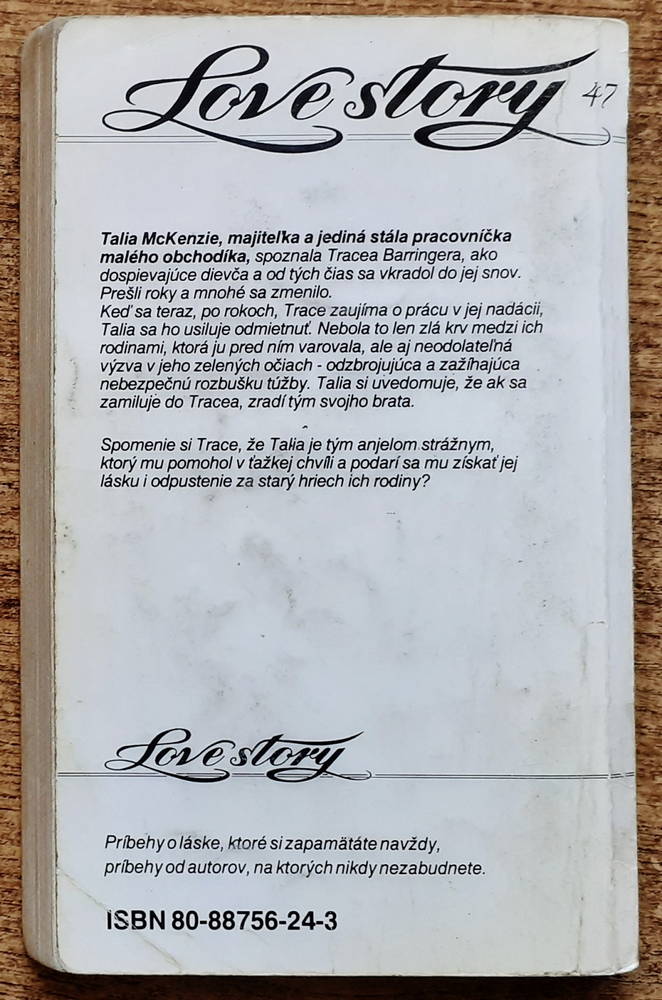 Love story 47
Talia McKenzie, majiteľka a jediná stála pracovníčka
malého obchodíka, spoznala Tracea Barringera, ako
dospievajúce dievča a od tých čias sa vkradol do jej snov.
Prešli roky a mnohé sa zmenilo.
Keď sa teraz, po rokoch, Trace zaujíma o prácu v jej nadácii,
Talia sa ho usiluje odmietnuť. Nebola to len zlá krv medzi ich
rodinami, ktorá ju pred ním varovala, ale aj neodolateľná
výzva v jeho zelených očiach - odzbrojujúca a zažíhajúca
nebezpečnú rozbušku túžby. Talia si uvedomuje, že ak sa
zamiluje do Tracea, zradí tým svojho brata.
Spomenie si Trace, že Talia je tým anjelom strážnym,
ktorý mu pomohol v ťažkej chvíli a podarí sa mu získať jej
lásku i odpustenie za starý hriech ich rodiny?
Love story
Príbehy o láske, ktoré si zapamätáte navždy,
príbehy od autorov, na ktorých nikdy nezabudnete.
ISBN 80-88756-24-3